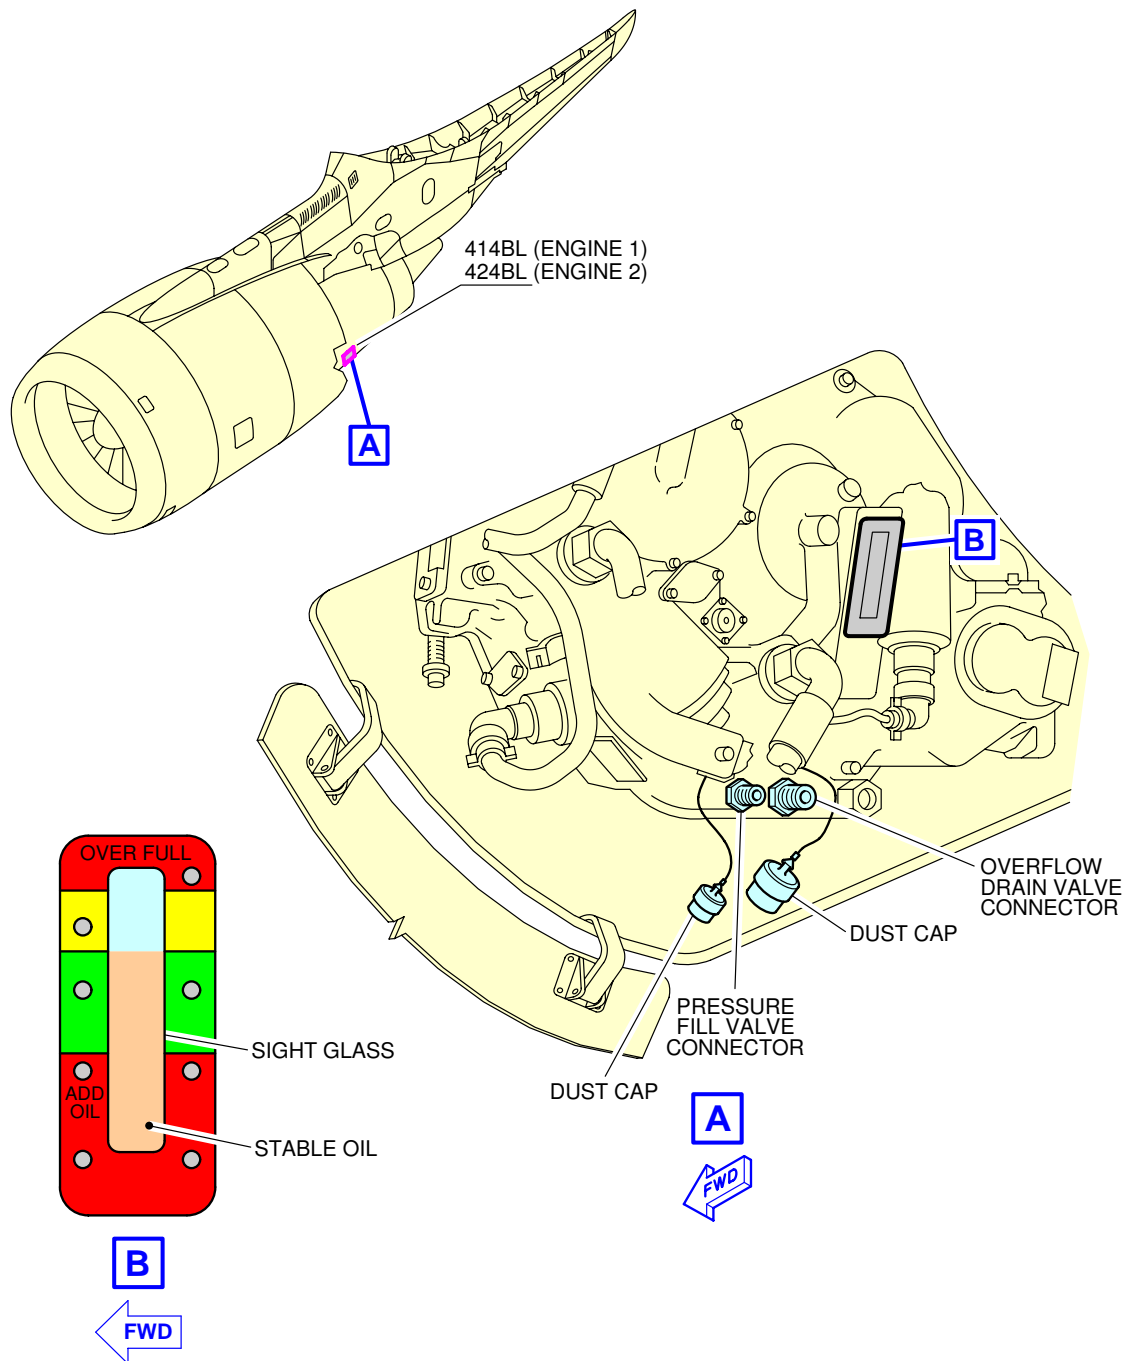 414BL (ENGINE 1)
424BL (ENGINE 2)
A
B
OVERFLOW
DRAIN VALVE
CONNECTOR
DUST CAP
PRESSURE
FILL VALVE
CONNECTOR
DUST CAP
A
FWD
OVER FULL
SIGHT GLASS
ADD
OIL
STABLE OIL
B
FWD